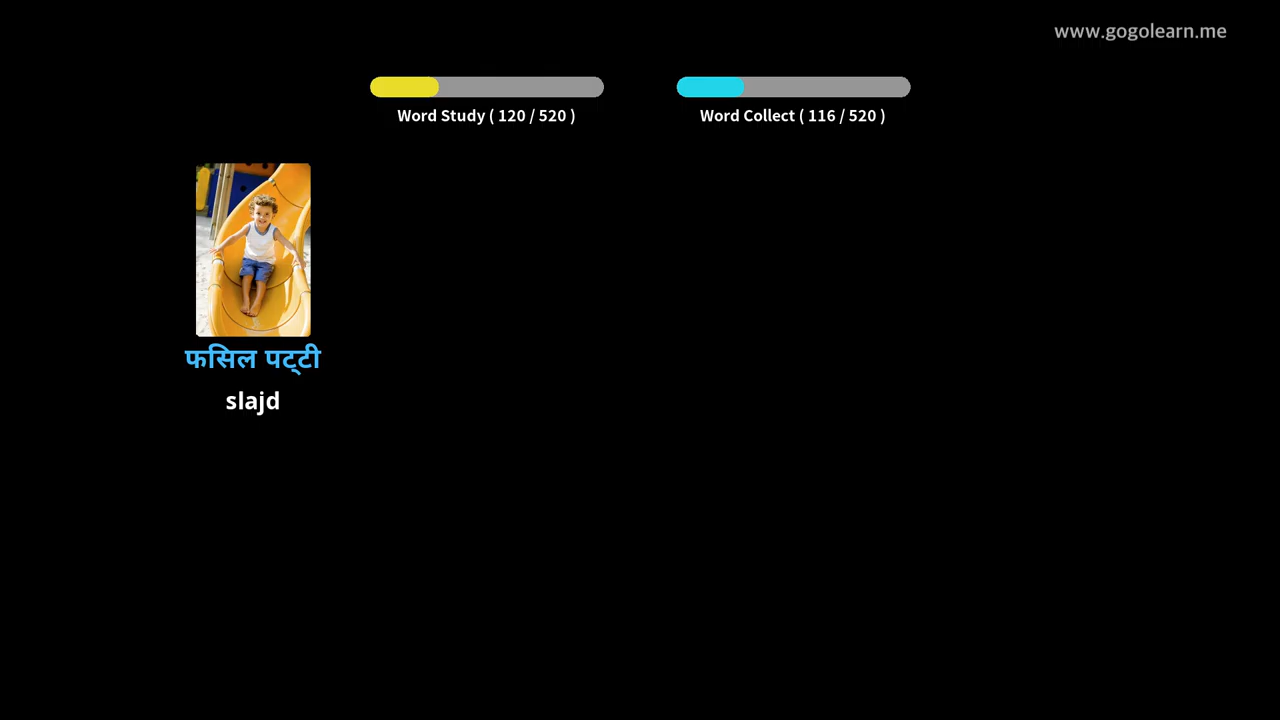 www.gogolearn.me
Word Study ( 120 / 520 )
Word Collect ( 116 / 520 )
फसिल पट्टी
slajd